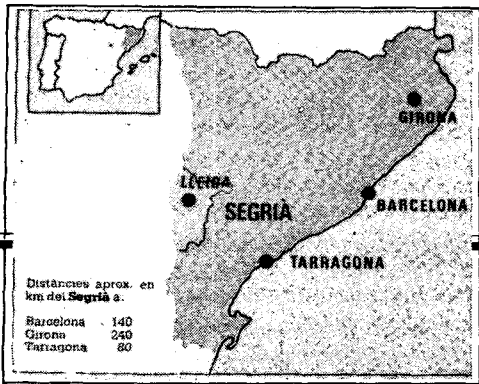 GIRONA
LLEIDA
SEGRIÀ
BARCELONA
TARRAGONA
Distàncies aprox. en
km del Segrià a:
Barcelona 140
Girona 240
Tarragona 80